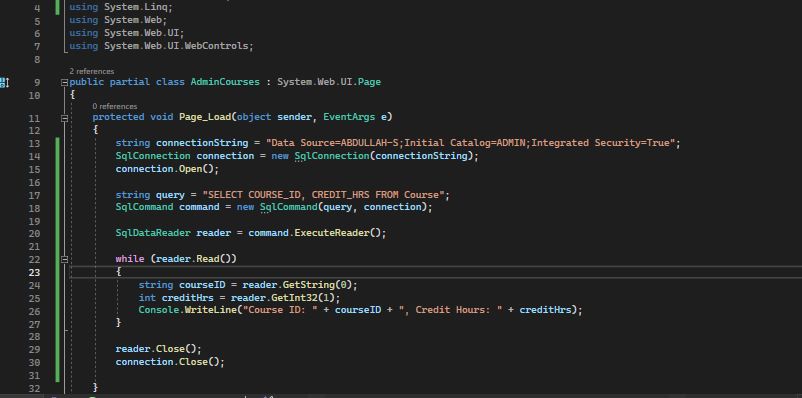 4 using System.Linq;
5 using System.Web;
6 using System.Web.UI;
7 using System.Web.UI.WebControls;
8
2 references
9 public partial class AdminCourses : System.Web.UI.Page
10 {
0 references
11 protected void Page_Load(object sender, EventArgs e)
12 {
13 string connectionString = "Data Source=ABDULLAH-S;Initial Catalog=ADMIN;Integrated Security=True";
14 SqlConnection connection = new SqlConnection(connectionString);
15 connection.Open();
16
17 string query = "SELECT COURSE_ID, CREDIT_HRS FROM Course";
18 SqlCommand command = new SqlCommand(query, connection);
19
20 SqlDataReader reader = command.ExecuteReader();
21
22 while (reader.Read())
23 {
24 string courseID = reader.GetString(0);
25 int creditHrs = reader.GetInt32(1);
26 Console.WriteLine("Course ID: " + courseID + ", Credit Hours: " + creditHrs);
27 }
28
29 reader.Close();
30 connection.Close();
31
32 }